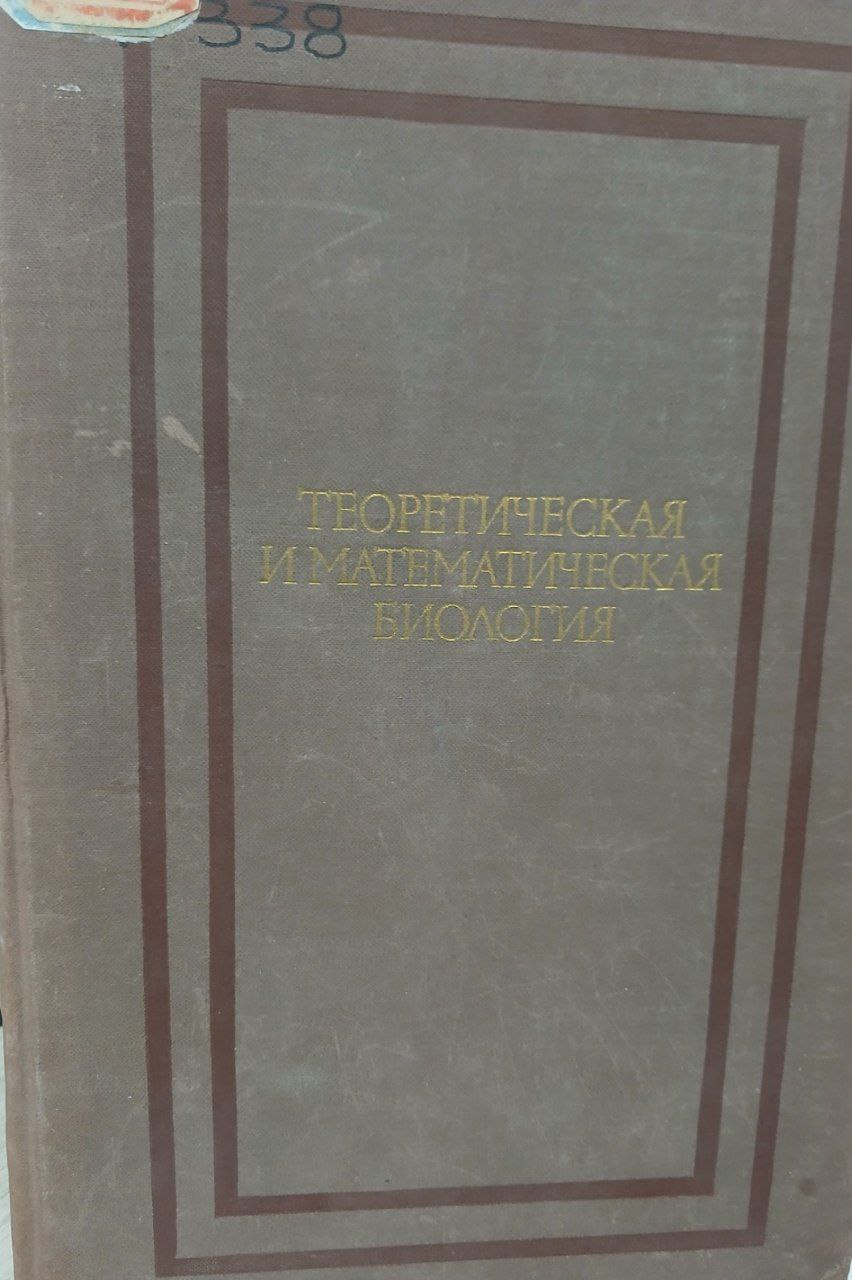 338
ТЕОРЕТИЧЕСКАЯ
И МАТЕМАТИЧЕСКАЯ
БИОЛОГИЯ